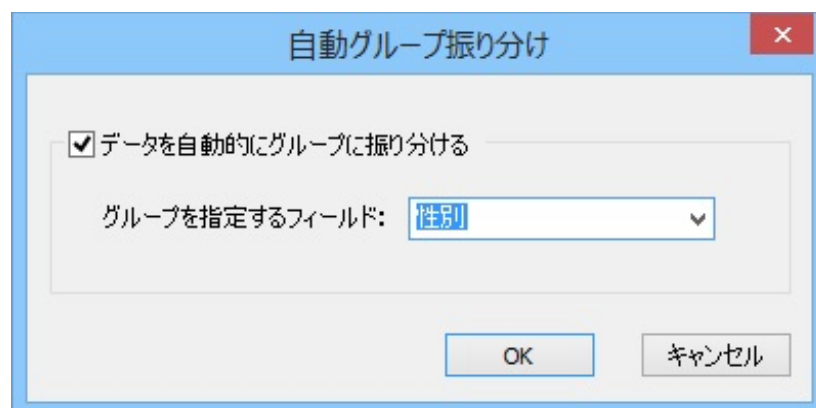 自動グループ振り分け
データを自動的にグループに振り分ける
グループを指定するフィールド: 性別
OK キャンセル